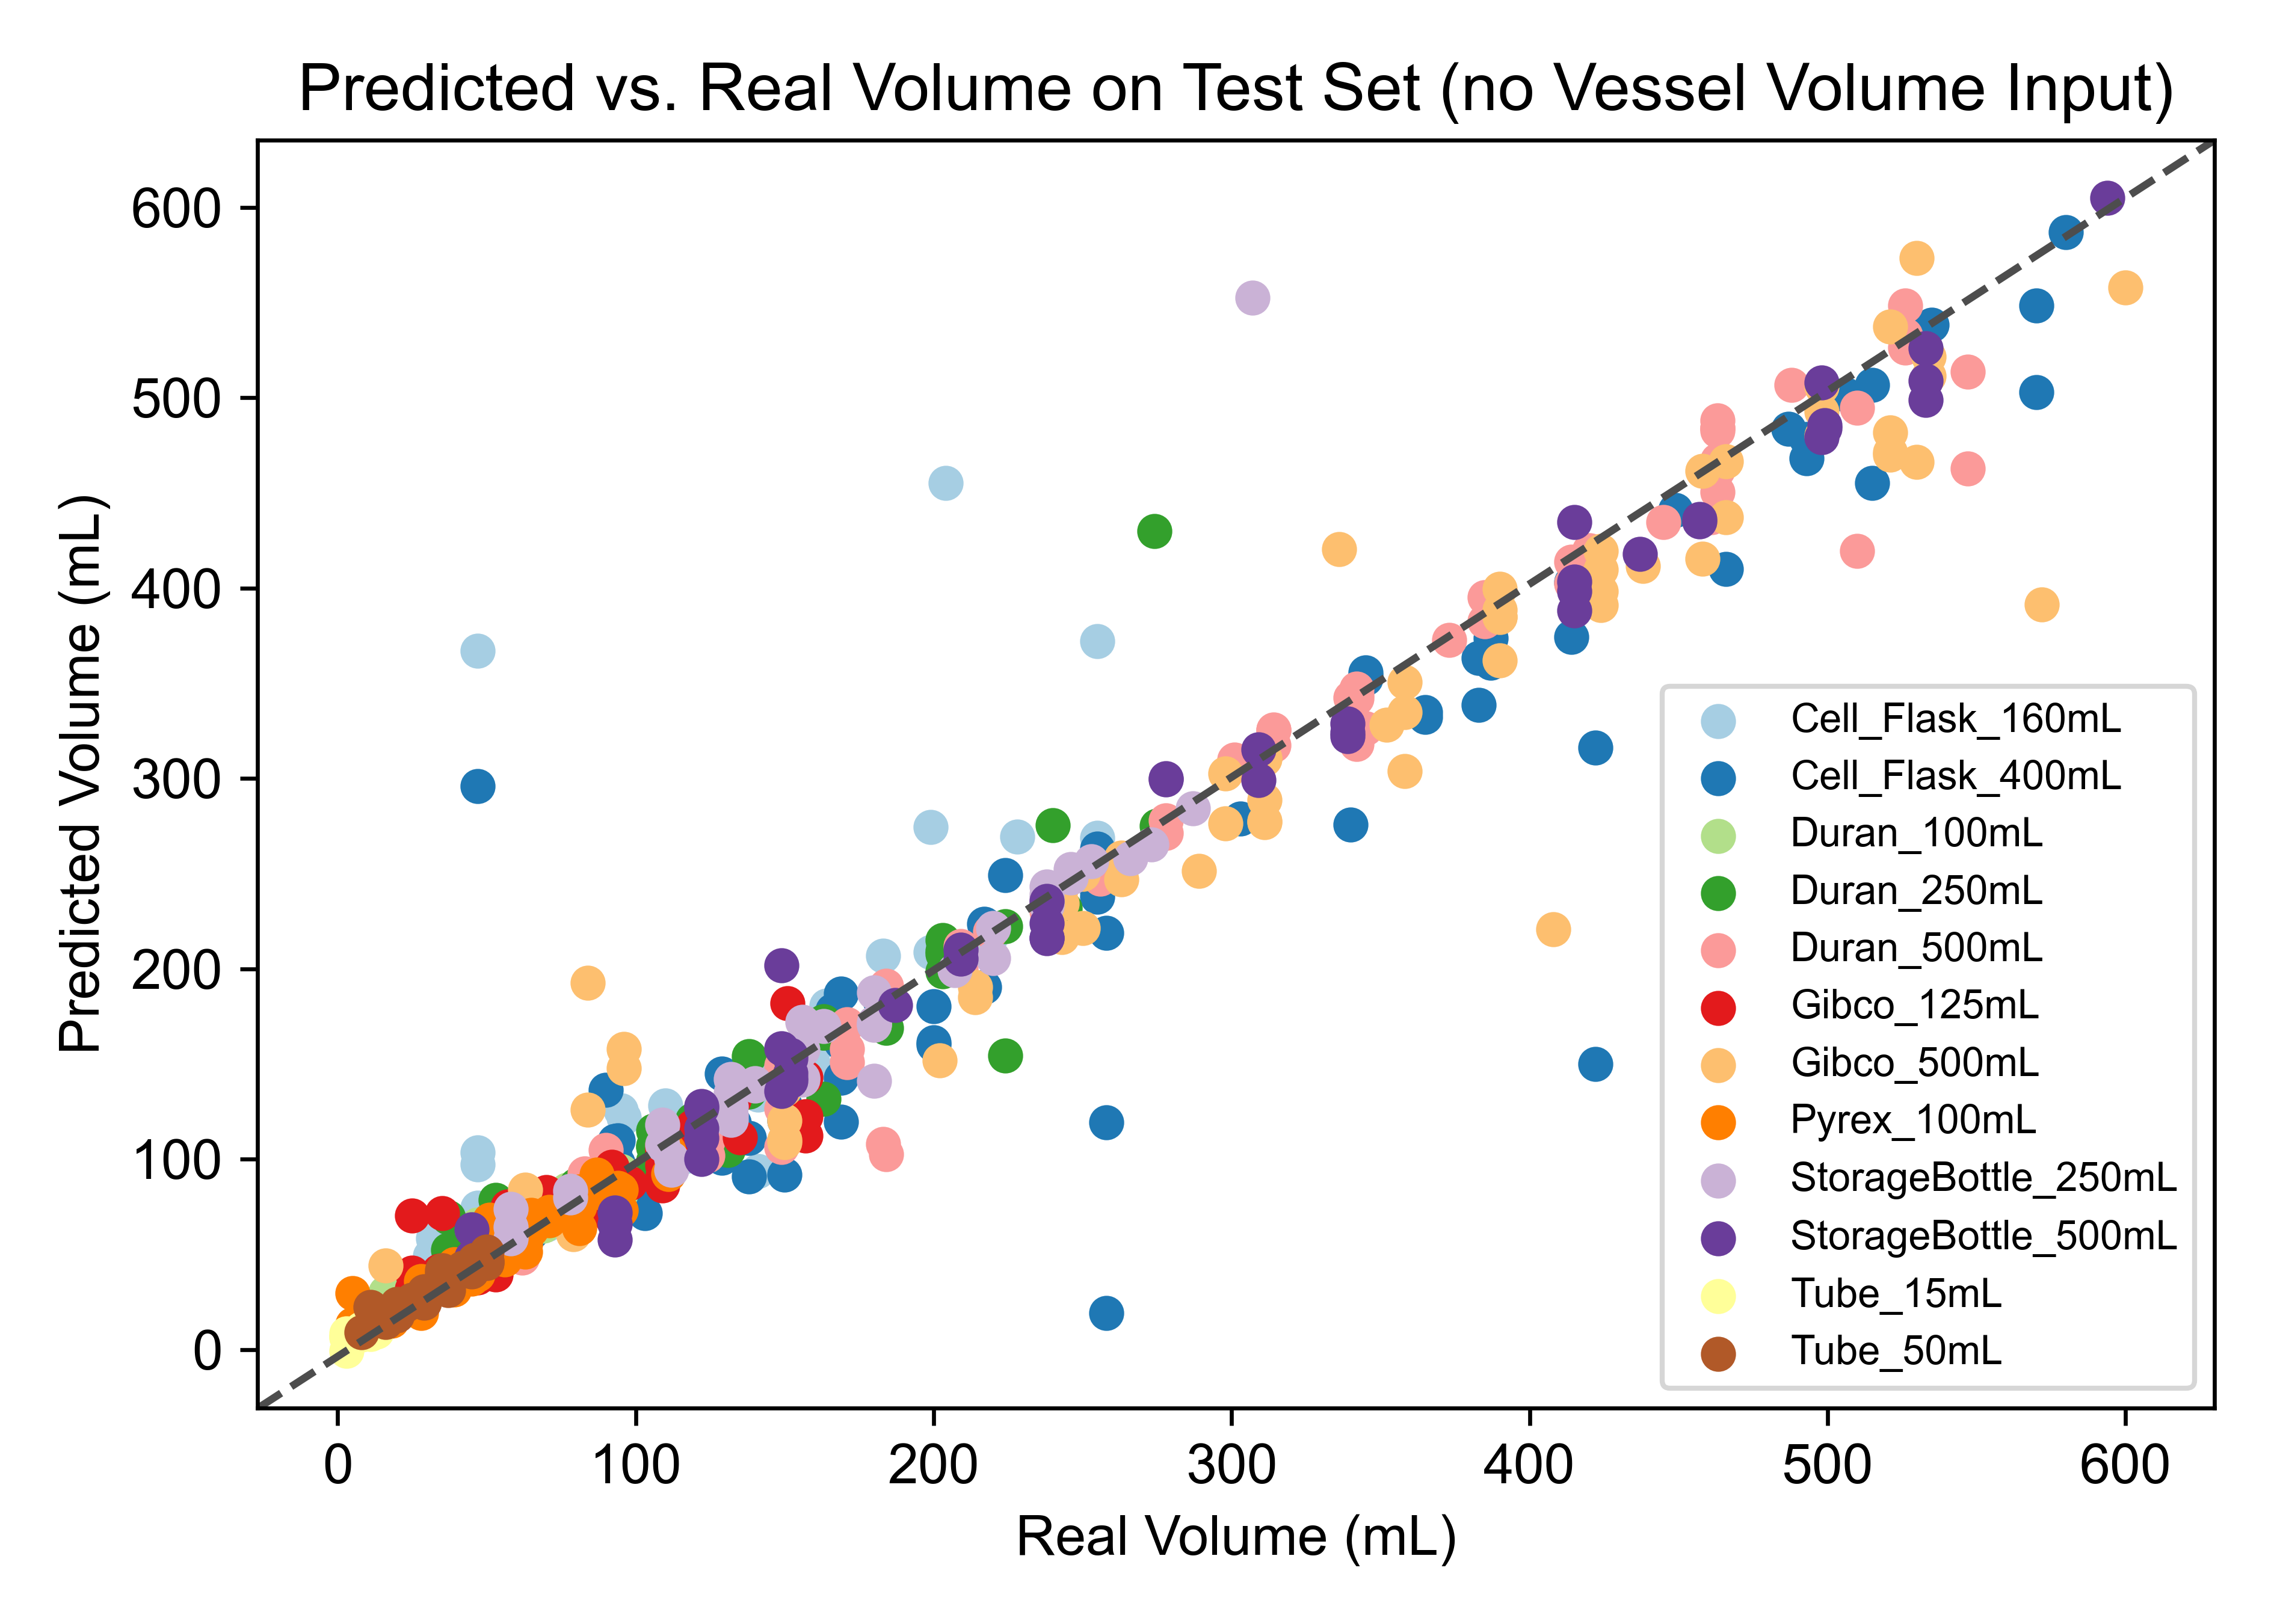 Predicted vs. Real Volume on Test Set (no Vessel Volume Input)
Predicted Volume (mL)
600
500
400
300
200
100
0
Cell_Flask_160mL
Cell_Flask_400mL
Duran_100mL
Duran_250mL
Duran_500mL
Gibco_125mL
Gibco_500mL
Pyrex_100mL
StorageBottle_250mL
StorageBottle_500mL
Tube_15mL
Tube_50mL
0 100 200 300 400 500 600
Real Volume (mL)